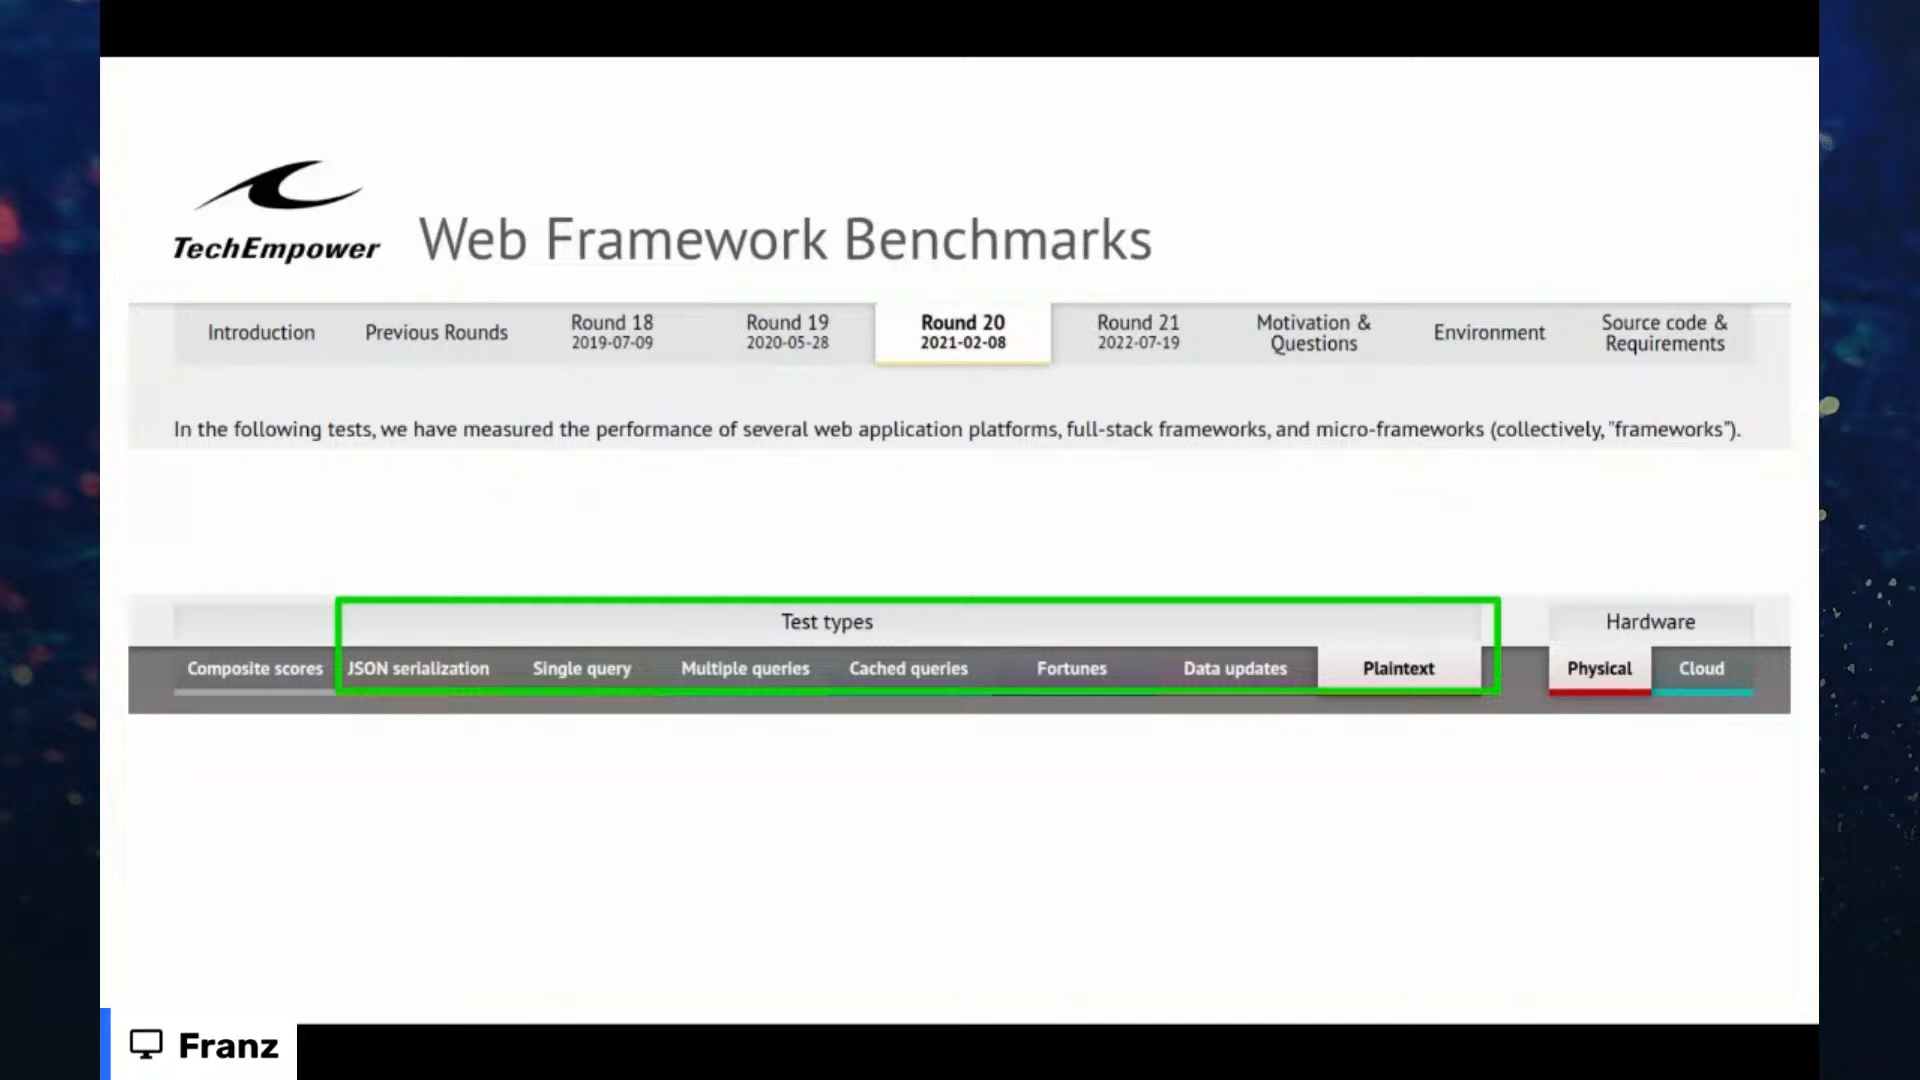 TechEmpower
Web Framework Benchmarks
Introduction
Previous Rounds
Round 18
2019-07-09
Round 19
2020-05-28
Round 20
2021-02-08
Round 21
2022-07-19
Motivation &
Questions
Environment
Source code &
Requirements
In the following tests, we have measured the performance of several web application platforms, full-stack frameworks, and micro-frameworks (collectively, "frameworks").
Test types
Hardware
Composite scores
JSON serialization
Single query
Multiple queries
Cached queries
Fortunes
Data updates
Plaintext
Physical
Cloud
Franz